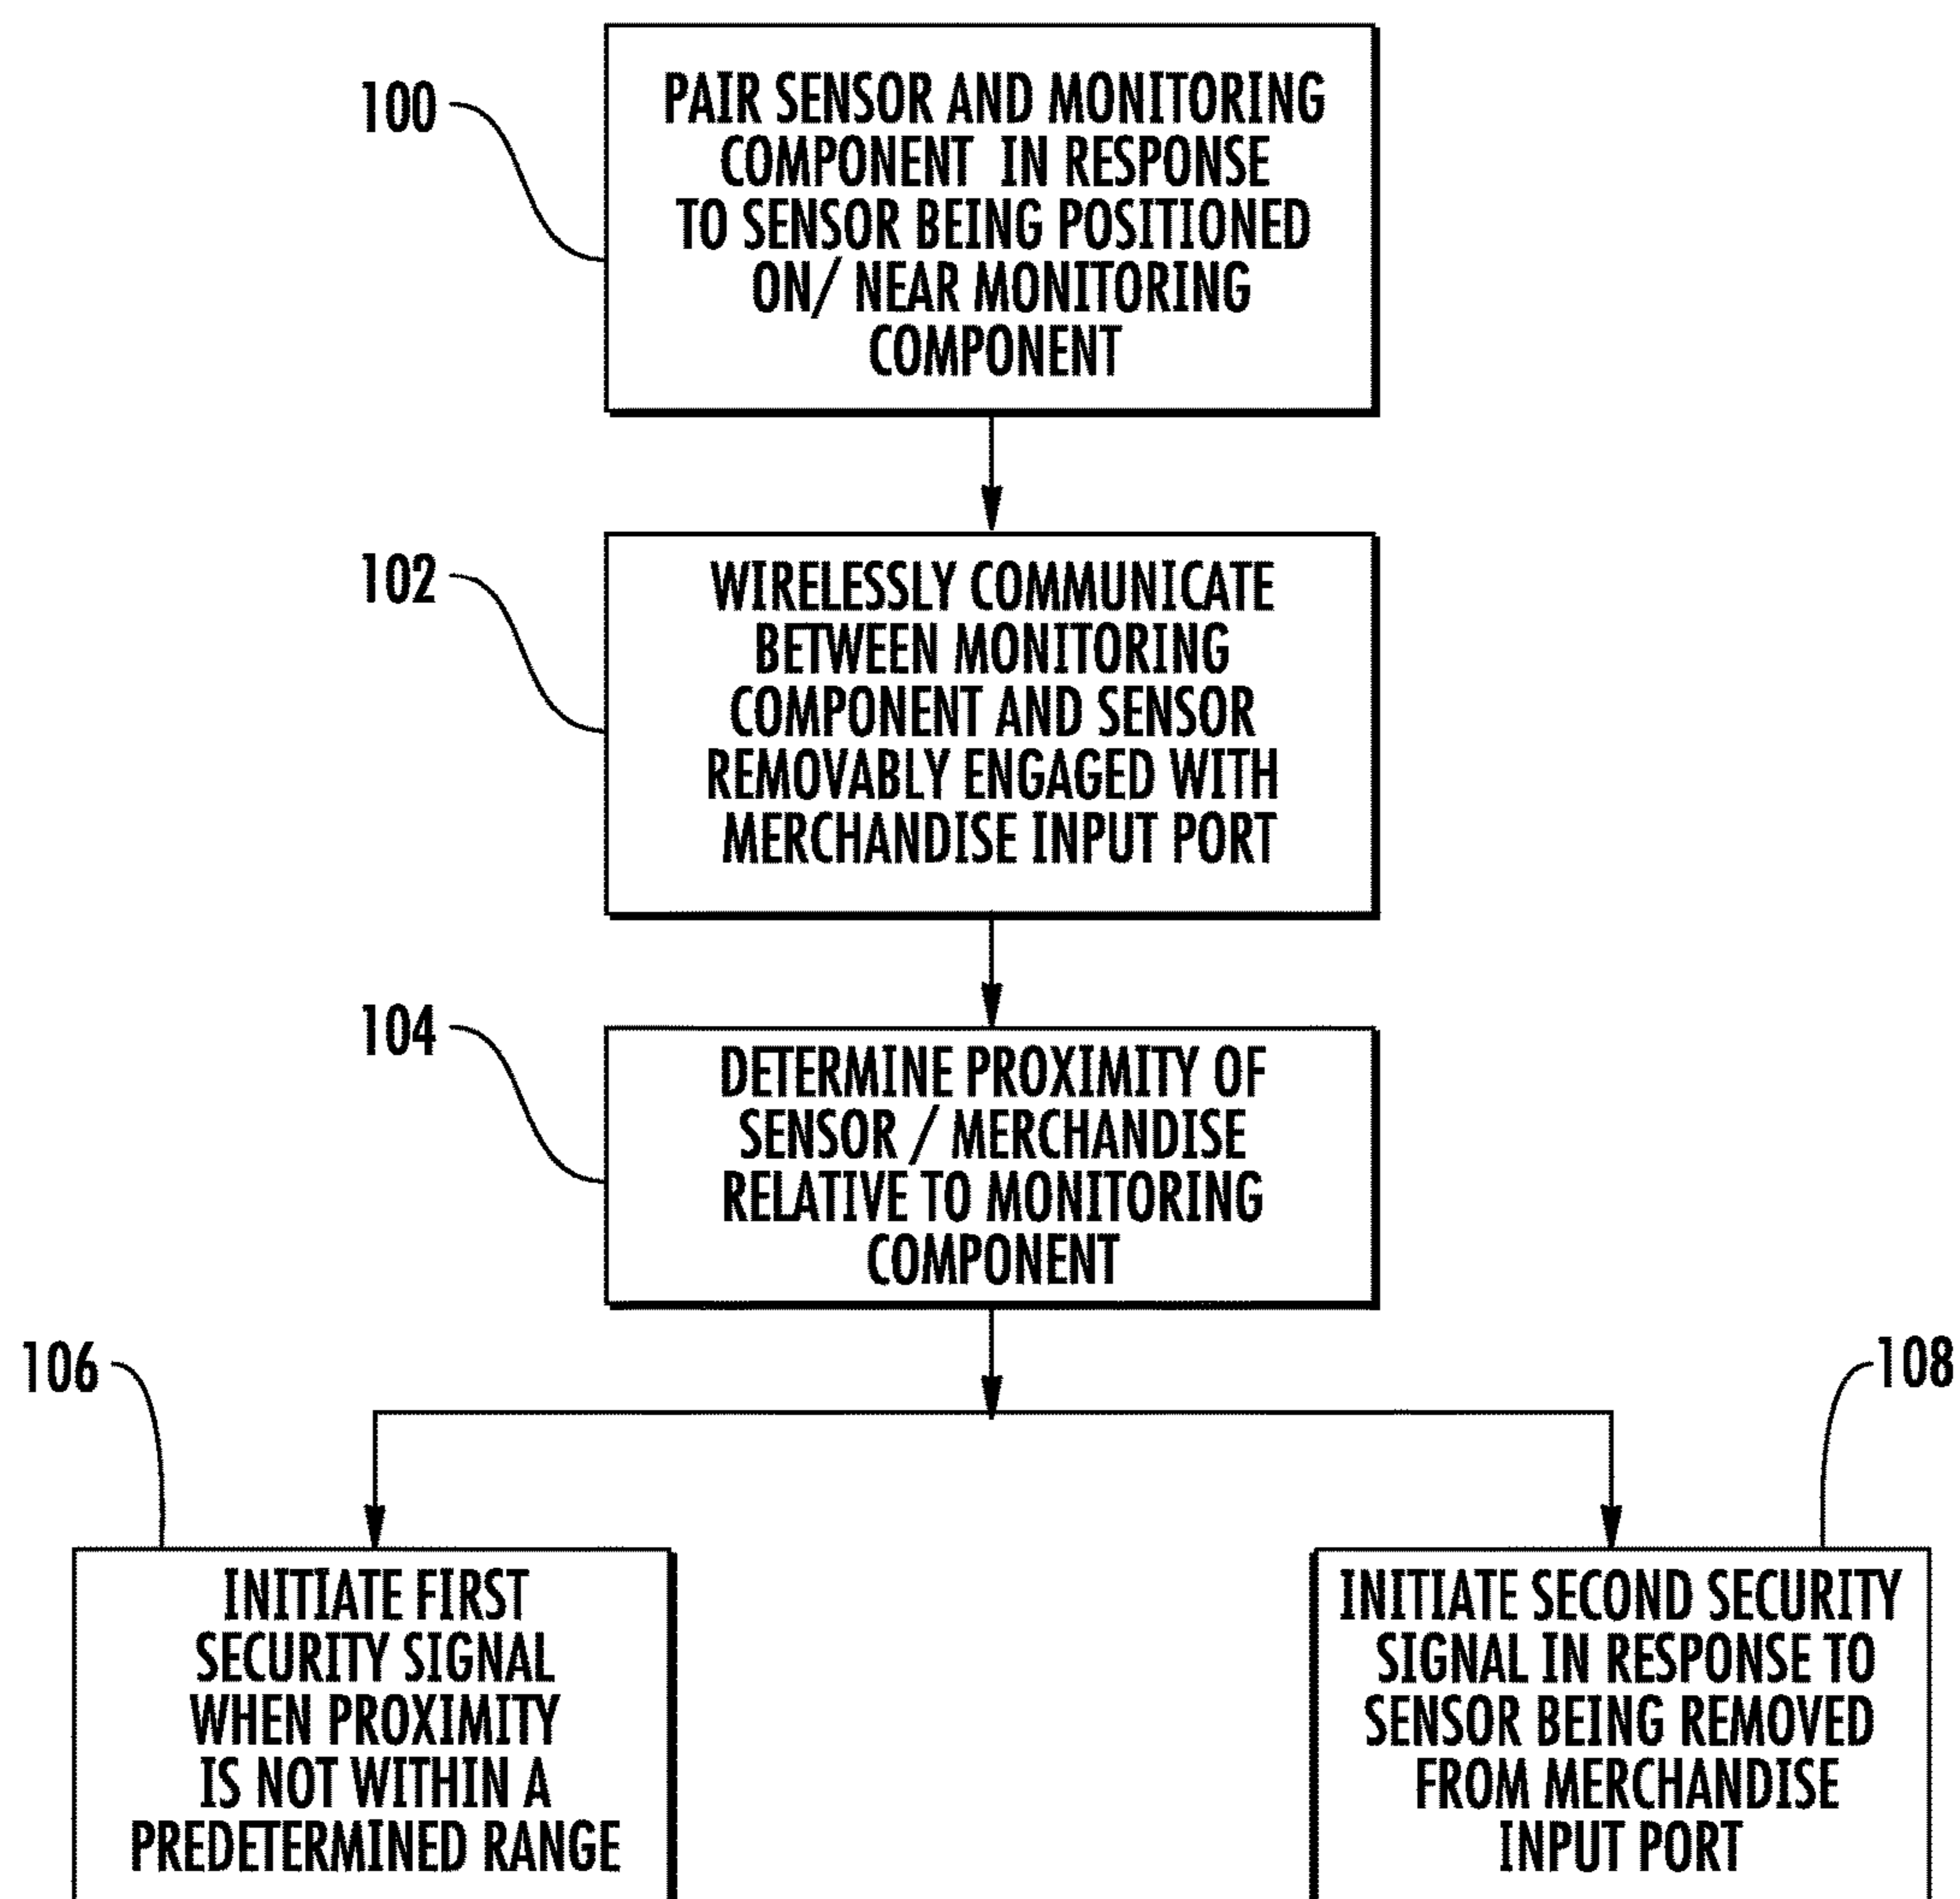 100
PAIR SENSOR AND MONITORING
COMPONENT IN RESPONSE
TO SENSOR BEING POSITIONED
ON/ NEAR MONITORING
COMPONENT
102
WIRELESSLY COMMUNICATE
BETWEEN MONITORING
COMPONENT AND SENSOR
REMOVABLY ENGAGED WITH
MERCHANDISE INPUT PORT
104
DETERMINE PROXIMITY OF
SENSOR / MERCHANDISE
RELATIVE TO MONITORING
COMPONENT
106
INITIATE FIRST
SECURITY SIGNAL
WHEN PROXIMITY
IS NOT WITHIN A
PREDETERMINED RANGE
108
INITIATE SECOND SECURITY
SIGNAL IN RESPONSE TO
SENSOR BEING REMOVED
FROM MERCHANDISE
INPUT PORT